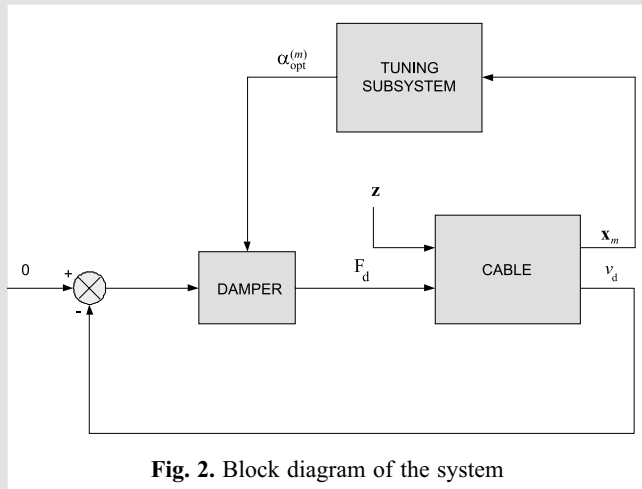 α_opt^(m)
TUNING
SUBSYSTEM
z
0
+
-
DAMPER
F_d
CABLE
x_m
v_d
Fig. 2. Block diagram of the system